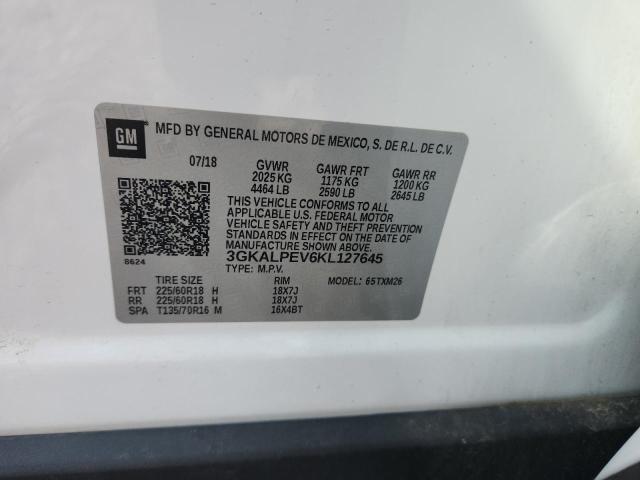 GM
MFD BY GENERAL MOTORS DE MEXICO, S. DE R.L. DE C.V.
07/18 GVWR GAWR FRT GAWR RR
2025 KG 1175 KG 1200 KG
4464 LB 2590 LB 2645 LB
THIS VEHICLE CONFORMS TO ALL
APPLICABLE U.S. FEDERAL MOTOR
VEHICLE SAFETY AND THEFT PREVENTION
STANDARDS IN EFFECT ON THE DATE OF
MANUFACTURE SHOWN ABOVE.
3GKALPEV6KL127645
8624
TYPE: M.P.V. MODEL: 65TXM26
TIRE SIZE RIM
FRT 225/60R18 H 18X7J
RR 225/60R18 H 18X7J
SPA T135/70R16 M 16X4BT